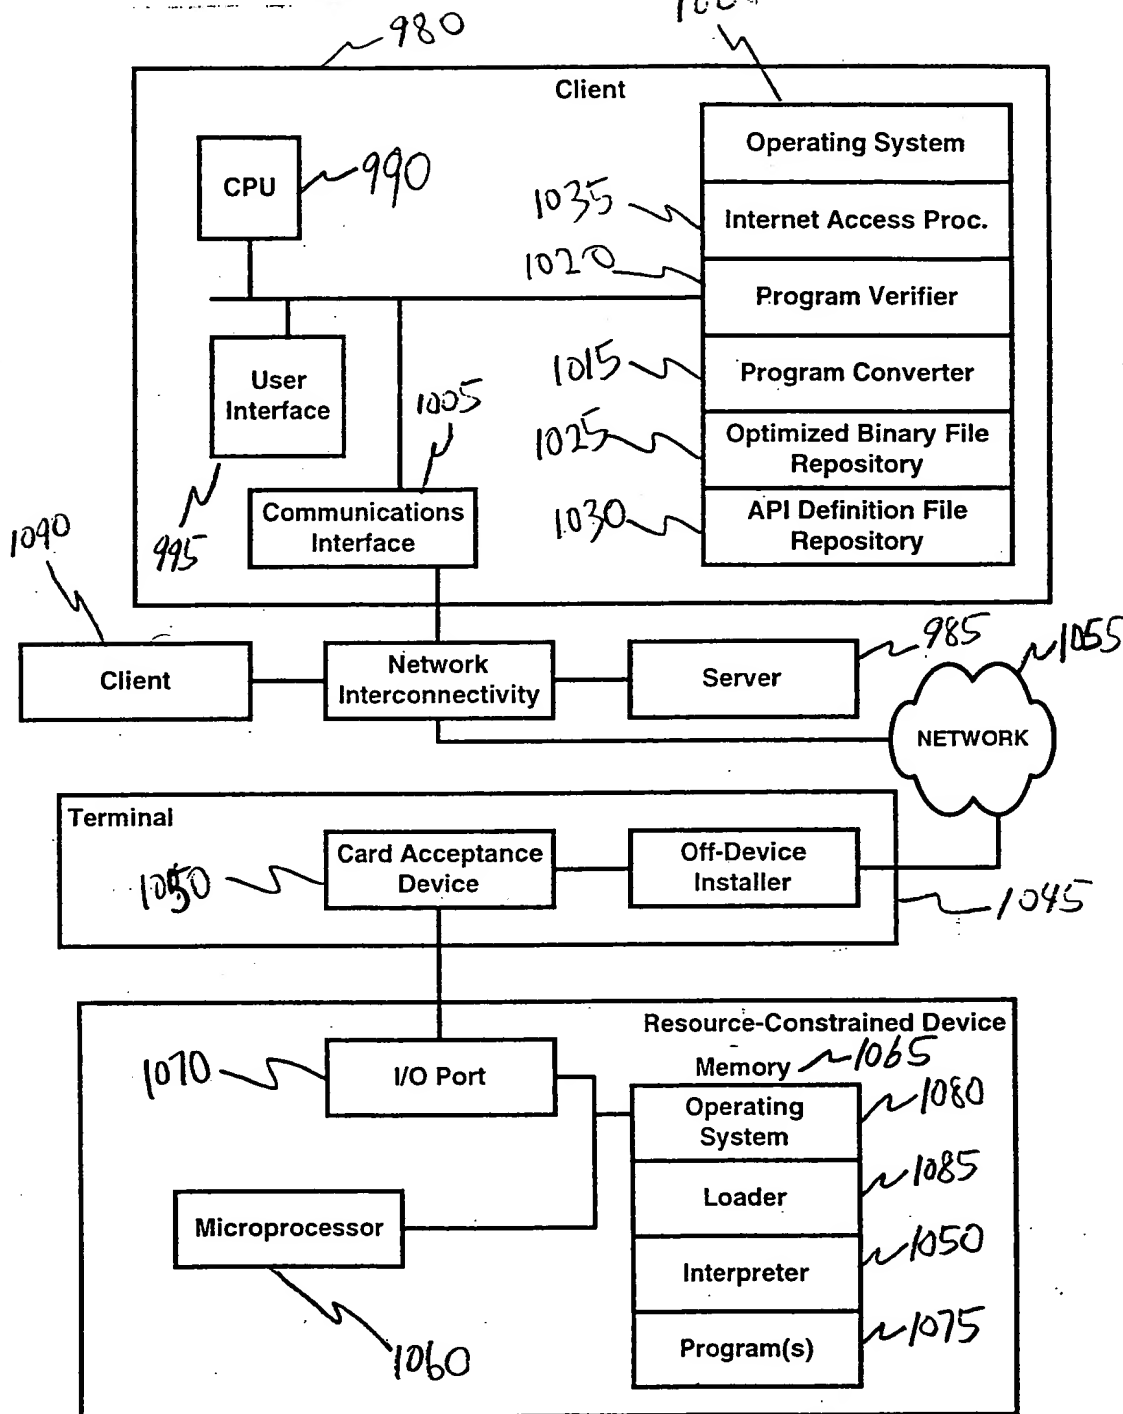 980
Client
Operating System
CPU
990
1035
Internet Access Proc.
1020
Program Verifier
1015
Program Converter
User
Interface
1005
1025
Optimized Binary File
Repository
Communications
Interface
1030
API Definition File
Repository
995
1090
Client
Network
Interconnectivity
Server
985
1055
NETWORK
Terminal
Card Acceptance
Device
Off-Device
Installer
1050
1045
Resource-Constrained Device
Memory
1065
1070
I/O Port
Operating
System
1080
Loader
1085
Microprocessor
Interpreter
1050
Program(s)
1075
1060